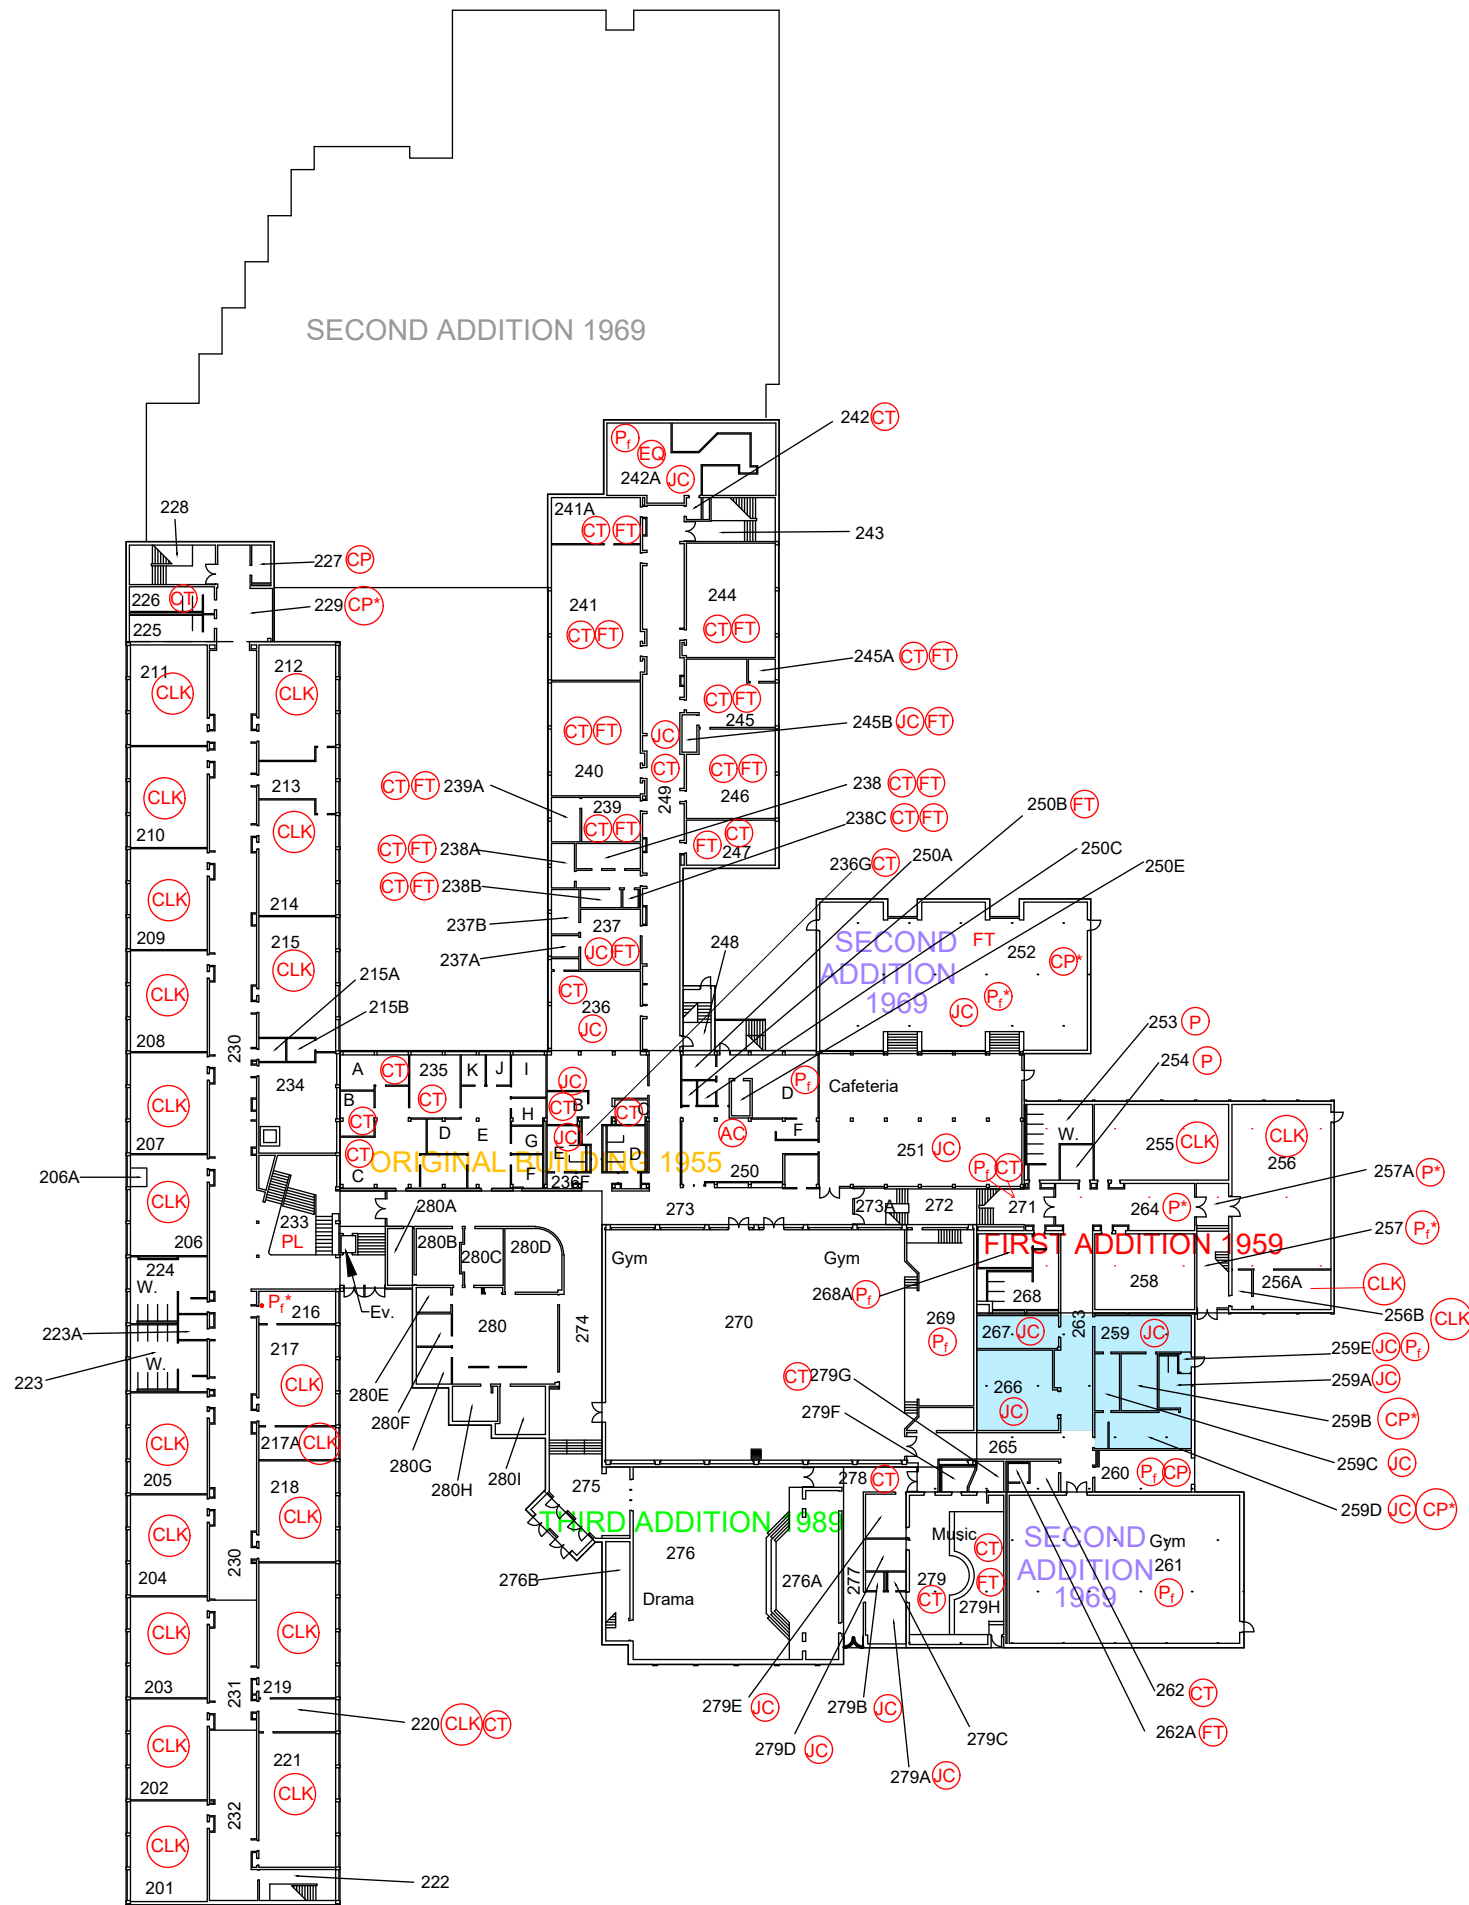 SECOND ADDITION 1969
242 CT
Pf
EQ
242A JC
241A
CT FT
243
228
227 CP
226 CT
229 CP*
225
241
CT FT
244
CT FT
211
CLK
212
CLK
245A CT FT
CT FT
245
245B JC FT
CT FT
240
JC
CT
249
CT FT
246
213
CLK
210
CLK
214
CT FT 239A
239
CT FT
238 CT FT
238C CT FT
250B FT
CT FT 238A
CT FT 238B
FT CT
247
236G CT
250A
250C
250E
CLK
209
215
CLK
237B
237
JC FT
237A
248
SECOND
ADDITION
1969
FT
252
CP*
Pf*
JC
CLK
208
215A
215B
230
CT
236
JC
253 P
254 P
234
A
CT
235
CT
K
J
I
JC
CT B
CT
C
D
Pf
Cafeteria
B
CT
H
CLK
207
D
E
G
JC
E
AC
F
251 JC
W.
255 CLK
CLK
256
CT
C
ORIGINAL BUILDING 1955
F
236F
D
250
Pf CT
206A
CLK
206
233
PL
280A
273
273A
272
271
264 P*
257A P*
257 Pf*
224
W.
280B
280C
280D
Gym
Gym
FIRST ADDITION 1959
258
256A
CLK
256B CLK
268A Pf
268
Pf*
216
Ev.
223A
217
280
274
270
269
Pf
267 JC
263
259 JC
259E JC Pf
259A JC
W.
223
CLK
280E
280F
CT 279G
266
JC
259B CP*
217A CLK
280G
280H
280I
279F
265
259C JC
CLK
205
218
CLK
275
278 CT
260
Pf CP
259D JC CP*
THIRD ADDITION 1989
CLK
204
230
276B
276
276A
Drama
277
Music
CT
279
CT
FT
279H
SECOND
ADDITION
1969
Gym
261
Pf
CLK
203
CLK
219
231
279E JC
279B JC
262 CT
220 CLK CT
279D JC
279C
262A FT
CLK
202
221
CLK
279A JC
232
CLK
201
222